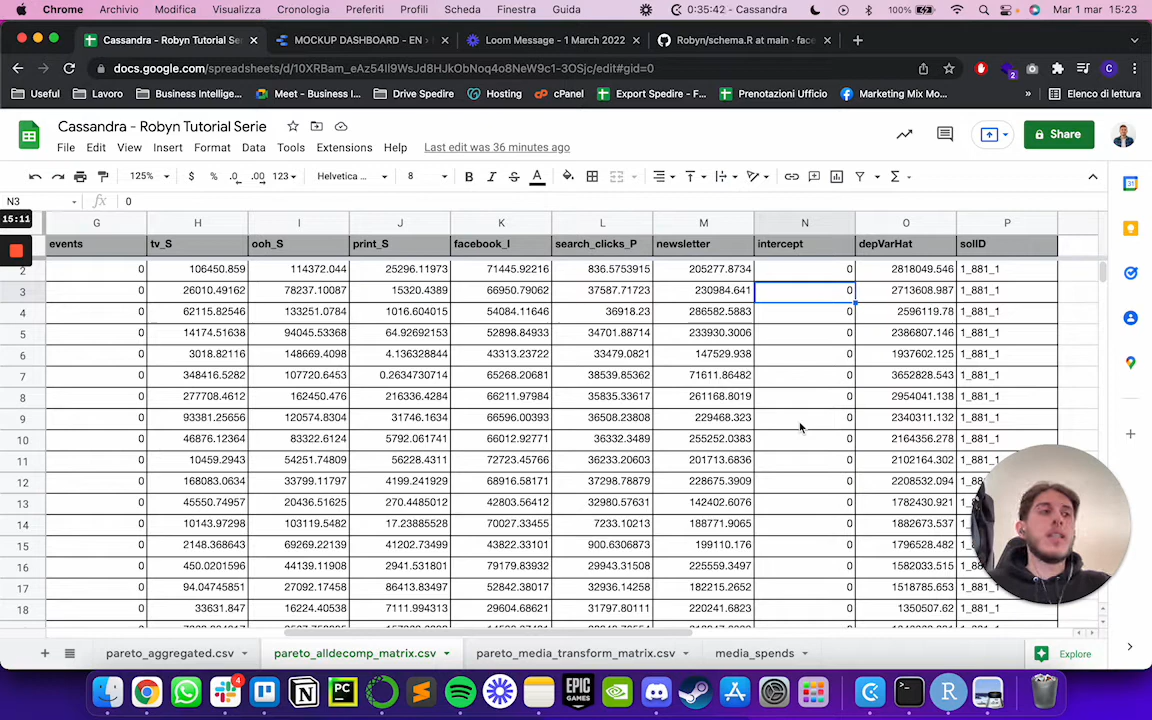 Chrome Archivio Modifica Visualizza Cronologia Preferiti Profili Scheda Finestra Guida 0:35:42 - Cassandra 100% Mar 1 mar 15:23
Cassandra - Robyn Tutorial Serie MOCKUP DASHBOARD - EN › Loom Message - 1 March 2022 Robyn/schema.R at main · face
docs.google.com/spreadsheets/d/10XRBam_eAz54Il9WsJd8HJkObNoq4o8NeW9c1-3OSjc/edit#gid=0 2 C
Useful Lavoro Business Intellige... Meet - Business I... Drive Spedire Hosting cPanel Export Spedire - F... Prenotazioni Ufficio Marketing Mix Mo... » Elenco di lettura
Cassandra - Robyn Tutorial Serie
File Edit View Insert Format Data Tools Extensions Help Last edit was 36 minutes ago Share
125% $ % .0 .00 123 Helvetica ... 8 B I S A Σ 31
N3 fx 0
15:11
G H I J K L M N O P
events tv_S ooh_S print_S facebook_I search_clicks_P newsletter intercept depVarHat solID
2 0 106450.859 114372.044 25296.11973 71445.92216 836.5753915 205277.8734 0 2818049.546 1_881_1
3 0 26010.49162 78237.10087 15320.4389 66950.79062 37587.71723 230984.641 0 2713608.987 1_881_1
4 0 62115.82546 133251.0784 1016.604015 54084.11646 36918.23 286582.5883 0 2596119.78 1_881_1
5 0 14174.51638 94045.53368 64.92692153 52898.84933 34701.88714 233930.3006 0 2386807.146 1_881_1
6 0 3018.82116 148669.4098 4.136328844 43313.23722 33479.0821 147529.938 0 1937602.125 1_881_1
7 0 348416.5282 107720.6453 0.2634730714 65268.20681 38539.85362 71611.86482 0 3652828.543 1_881_1
8 0 277708.4612 162450.476 216336.4284 66211.97984 35835.33617 261168.8019 0 2954041.138 1_881_1
9 0 93381.25656 120574.8304 31746.1634 66596.00393 36508.23808 229468.323 0 2340311.132 1_881_1
10 0 46876.12364 83322.6124 5792.061741 66012.92771 36332.3489 255252.0383 0 2164356.278 1_881_1
11 0 10459.2943 54251.74809 56228.4311 72723.45766 36233.20603 201713.6836 0 2102164.302 1_881_1
12 0 168083.0634 33799.11797 4199.241929 68916.58171 37298.78879 228675.3909 0 2208532.094 1_881_1
13 0 45550.74957 20436.51625 270.4485012 42803.56412 32980.57631 142402.6076 0 1782430.921 1_881_1
14 0 10143.97298 103119.5482 17.23885528 70027.33455 7233.10213 188771.9065 0 1882673.537 1_88
15 0 2148.368643 69269.22139 41202.73499 43822.33101 900.6306873 199110.176 0 1796528.482 1_88
16 0 450.0201596 44139.11908 2941.531801 79179.83932 29943.31508 225559.3497 0 1582033.515 1_88
17 0 94.04745851 27092.17458 86413.83497 52842.38017 32936.14258 182215.2652 0 1518785.653 1_881
18 0 33631.847 16224.40538 7111.994313 29604.68621 31797.80111 220241.6823 0 1350507.62 1_881_1
pareto_aggregated.csv pareto_alldecomp_matrix.csv pareto_media_transform_matrix.csv media_spends Explore
4 PC EPIC GAMES R